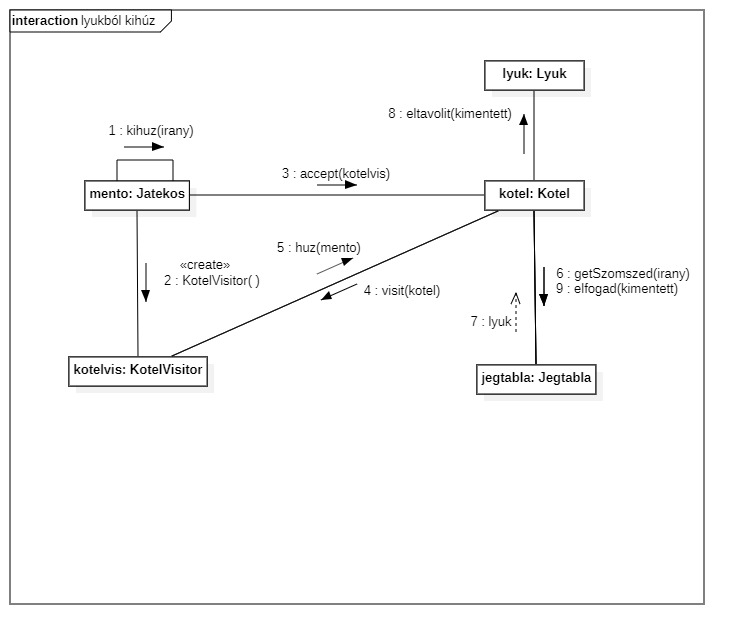 interaction lyukból kihúz
lyuk: Lyuk
8 : eltavolit(kimentett)
1 : kihuz(irany)
3 : accept(kotelvis)
mento: Jatekos
kotel: Kotel
5 : huz(mento)
«create»
2 : KotelVisitor( )
6 : getSzomszed(irany)
9 : elfogad(kimentett)
4 : visit(kotel)
7 : lyuk
kotelvis: KotelVisitor
jegtabla: Jegtabla